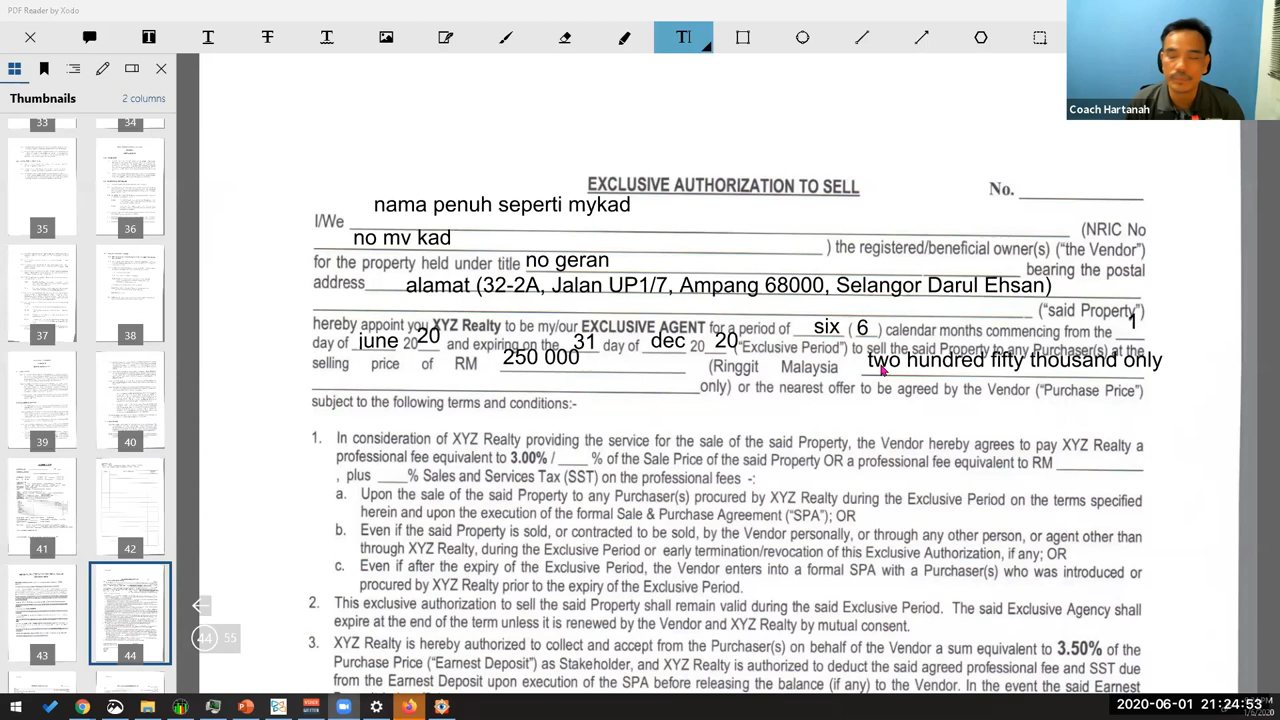 PDF Reader by Xodo
Thumbnails
2 columns
33
34
35
36
37
38
39
40
41
42
43
44
44 55
Coach Hartanah
EXCLUSIVE AUTHORIZATION TO SELL
No.
nama penuh seperti mykad
I/We
(NRIC No
no my kad
) the registered/beneficial owner(s) ("the Vendor")
for the property held under title no geran bearing the postal
address alamat (32-2A, Jalan UP1/7, Ampang 68000, Selangor Darul Ehsan)
("said Property")
hereby appoint you XYZ Realty to be my/our EXCLUSIVE AGENT for a period of six ( 6 ) calendar months commencing from the 1
day of june 20 20 and expiring on the 31 day of dec 20 20 "Exclusive Period") to sell the said Property to any Purchaser(s) at the
selling price of RM 250 000 (Ringgit Malaysia two hundred fifty thousand only
only) or the nearest offer to be agreed by the Vendor ("Purchase Price")
subject to the following terms and conditions:-
1. In consideration of XYZ Realty providing the service for the sale of the said Property, the Vendor hereby agrees to pay XYZ Realty a
professional fee equivalent to 3.00% / % of the Sale Price of the said Property OR a professional fee equivalent to RM
, plus % Sales and Services Tax (SST) on the professional fees :-
a. Upon the sale of the said Property to any Purchaser(s) procured by XYZ Realty during the Exclusive Period on the terms specified
herein and upon the execution of the formal Sale & Purchase Agreement ("SPA"); OR
b. Even if the said Property is sold, or contracted to be sold, by the Vendor personally, or through any other person, or agent other than
through XYZ Realty, during the Exclusive Period or early termination/revocation of this Exclusive Authorization, if any; OR
c. Even if after the expiry of the Exclusive Period, the Vendor enters into a formal SPA with a Purchaser(s) who was introduced or
procured by XYZ Realty prior to the expiry of the Exclusive Period.
2. This exclusive authorization to sell the said Property shall remain valid during the said Exclusive Period. The said Exclusive Agency shall
expire at the end of the term unless it is renewed by the Vendor and XYZ Realty by mutual consent.
3. XYZ Realty is hereby authorized to collect and accept from the Purchaser(s) on behalf of the Vendor a sum equivalent to 3.50% of the
Purchase Price ("Earnest Deposit") as Stakeholder, and XYZ Realty is authorized to deduct the said agreed professional fee and SST due
from the Earnest Deposit upon execution of the SPA before releasing the balance (if any) to the Vendor. In the event the said Earnest
2020-06-01 21:24:53